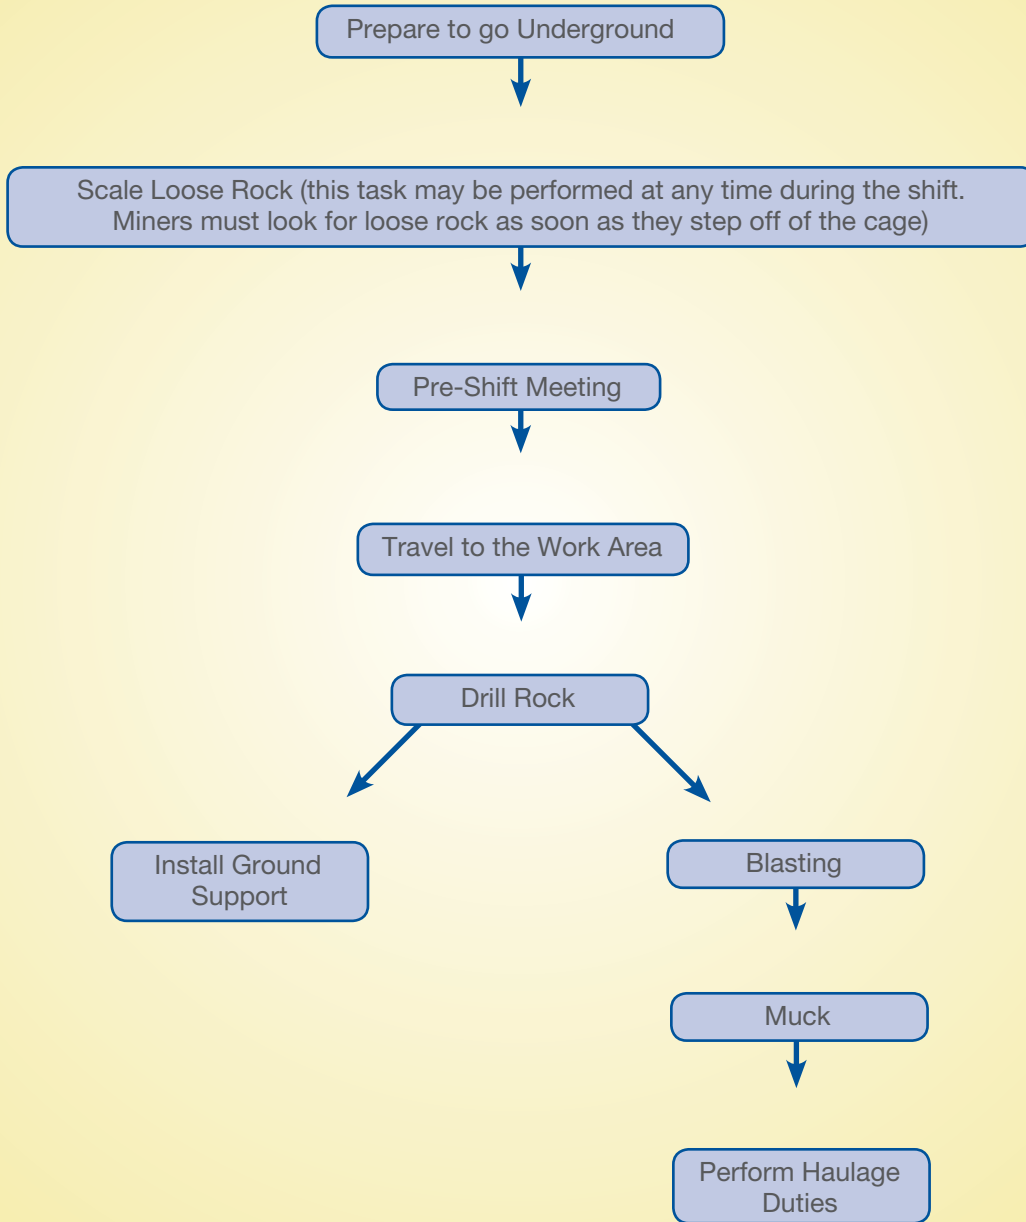 Prepare to go Underground
Scale Loose Rock (this task may be performed at any time during the shift.
Miners must look for loose rock as soon as they step off of the cage)
Pre-Shift Meeting
Travel to the Work Area
Drill Rock
Install Ground
Support
Blasting
Muck
Perform Haulage
Duties